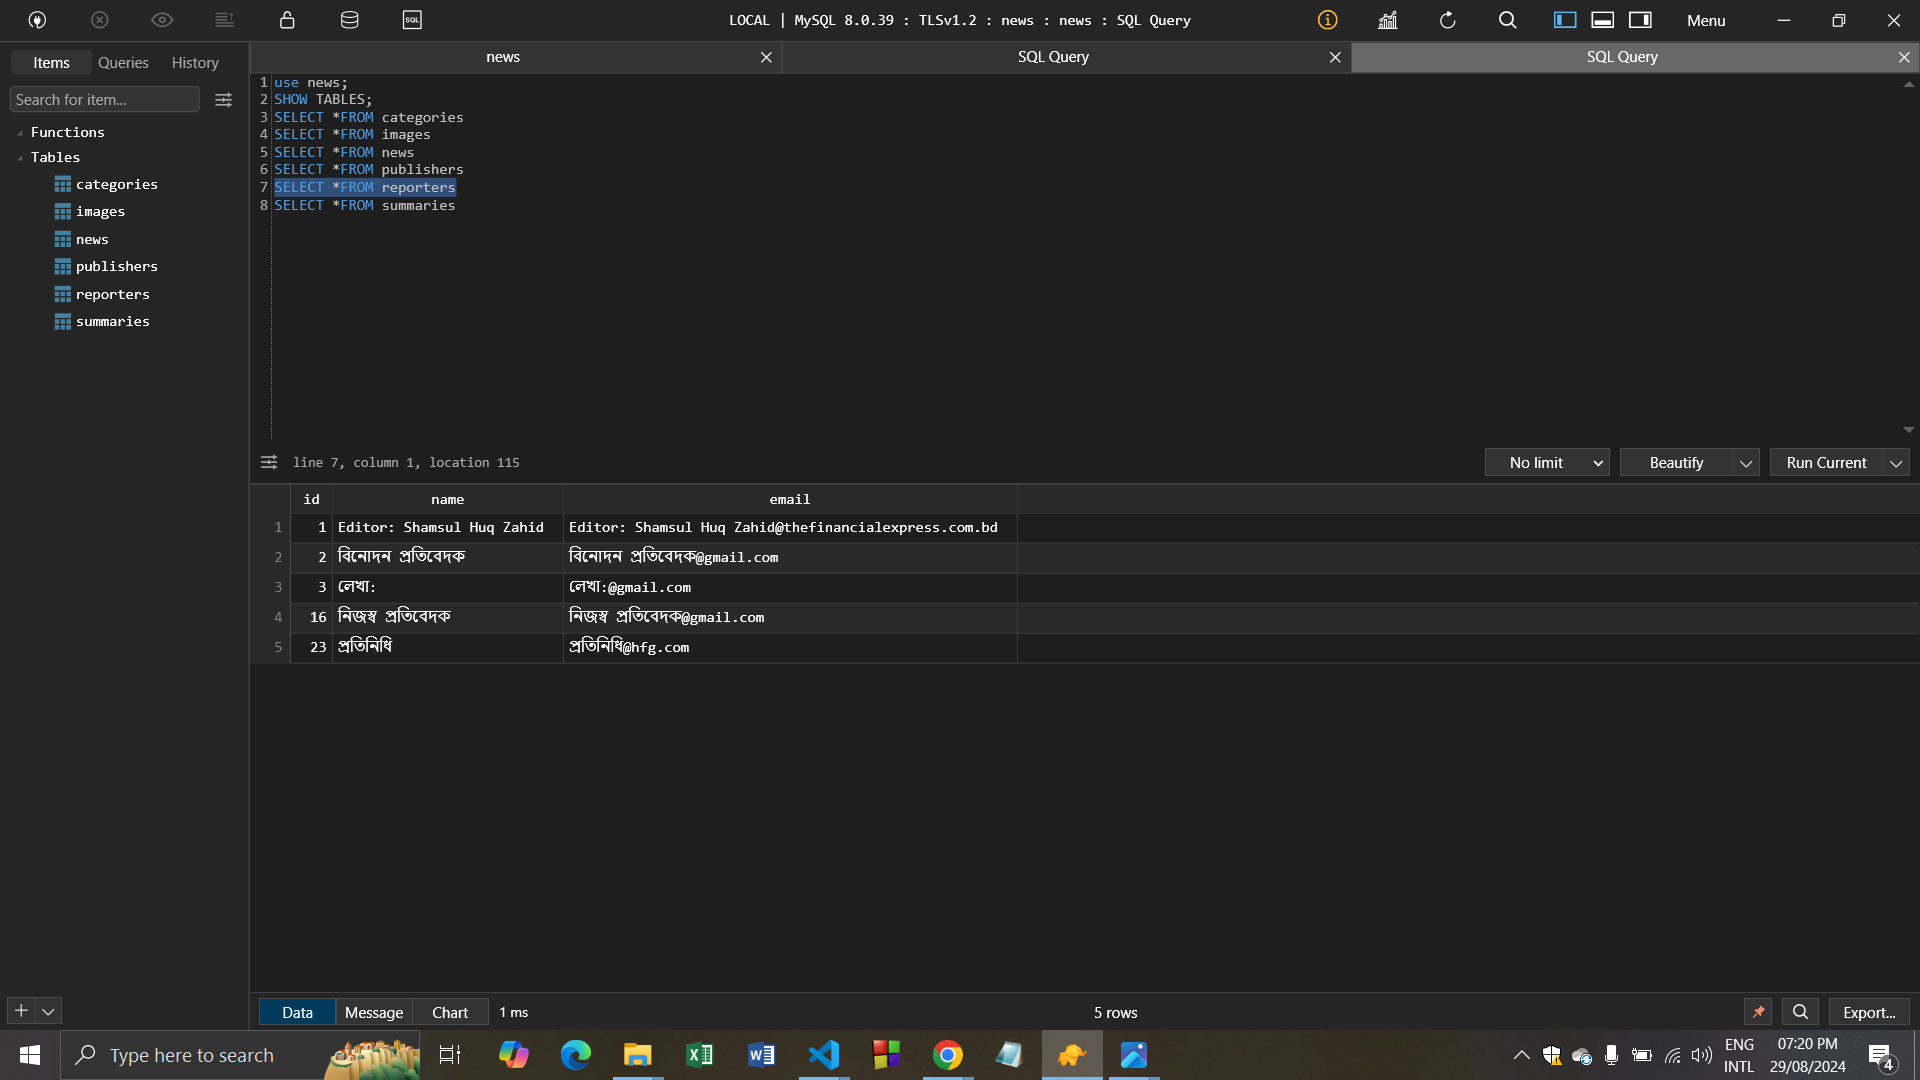 LOCAL | MySQL 8.0.39 : TLSv1.2 : news : news : SQL Query
Menu
Items Queries History
news
SQL Query
SQL Query
Search for item...
Functions
Tables
categories
images
news
publishers
reporters
summaries
1 use news;
2 SHOW TABLES;
3 SELECT *FROM categories
4 SELECT *FROM images
5 SELECT *FROM news
6 SELECT *FROM publishers
7 SELECT *FROM reporters
8 SELECT *FROM summaries
line 7, column 1, location 115
No limit Beautify Run Current
id name email
1 1 Editor: Shamsul Huq Zahid Editor: Shamsul Huq Zahid@thefinancialexpress.com.bd
2 2 বিনোদন প্রতিবেদক বিনোদন প্রতিবেদক@gmail.com
3 3 লেখা: লেখা:@gmail.com
4 16 নিজস্ব প্রতিবেদক নিজস্ব প্রতিবেদক@gmail.com
5 23 প্রতিনিধি প্রতিনিধি@hfg.com
Data Message Chart 1 ms 5 rows Export...
Type here to search
ENG
INTL
07:20 PM
29/08/2024
4